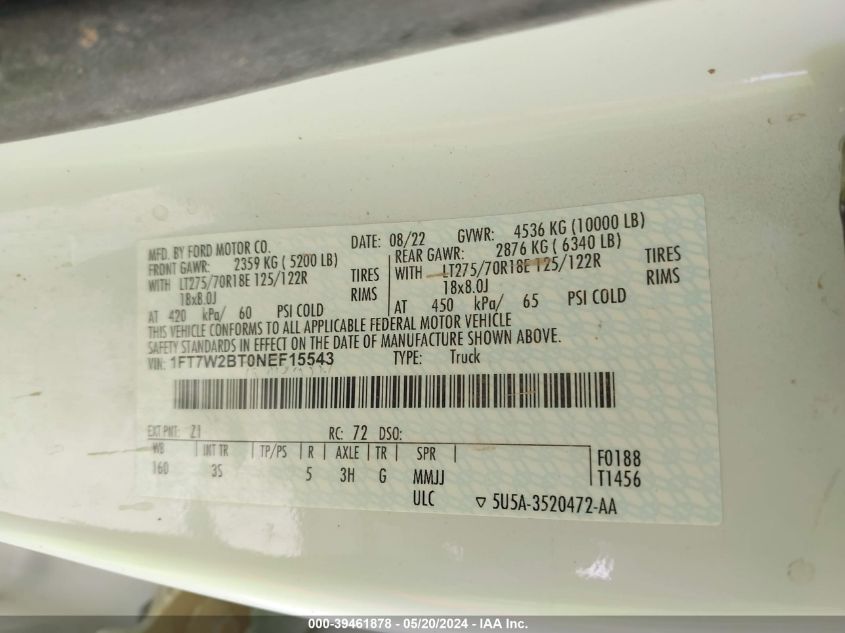 MFD. BY FORD MOTOR CO. DATE: 08/22 GVWR: 4536 KG (10000 LB)
FRONT GAWR: 2359 KG ( 5200 LB) REAR GAWR: 2876 KG ( 6340 LB)
WITH LT275/70R18E 125/122R TIRES WITH LT275/70R18E 125/122R TIRES
18x8.0J RIMS 18x8.0J RIMS
AT 420 kPa/ 60 PSI COLD AT 450 kPa/ 65 PSI COLD
THIS VEHICLE CONFORMS TO ALL APPLICABLE FEDERAL MOTOR VEHICLE
SAFETY STANDARDS IN EFFECT ON THE DATE OF MANUFACTURE SHOWN ABOVE.
VIN: 1FT7W2BT0NEF15543 TYPE: Truck
EXT PNT: Z1 RC: 72 DSO:
WB INT TR TP/PS R AXLE TR SPR F0188
160 3S 5 3H G MMJJ T1456
ULC ▽ 5U5A-3520472-AA
000-39461878 - 05/20/2024 - IAA Inc.